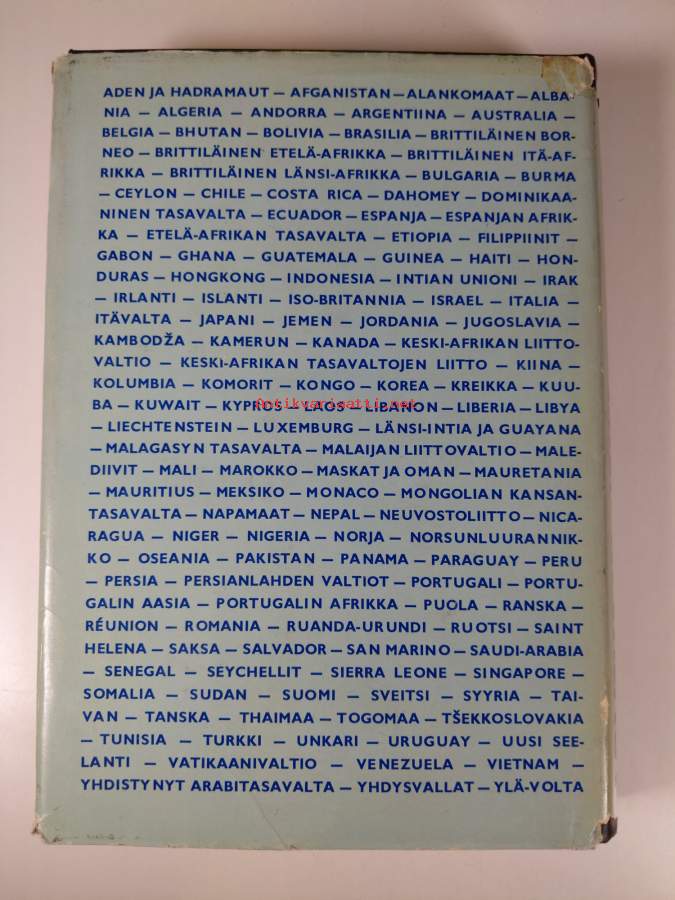 ADEN JA HADRAMAUT — AFGANISTAN — ALANKOMAAT — ALBA-
NIA — ALGERIA — ANDORRA — ARGENTIINA — AUSTRALIA —
BELGIA — BHUTAN — BOLIVIA — BRASILIA — BRITTILÄINEN BOR-
NEO — BRITTILÄINEN ETELÄ-AFRIKKA — BRITTILÄINEN ITÄ-AF-
RIKKA — BRITTILÄINEN LÄNSI-AFRIKKA — BULGARIA — BURMA
— CEYLON — CHILE — COSTA RICA — DAHOMEY — DOMINIKAA-
NINEN TASAVALTA — ECUADOR — ESPANJA — ESPANJAN AFRIK-
KA — ETELÄ-AFRIKAN TASAVALTA — ETIOPIA — FILIPPIINIT —
GABON — GHANA — GUATEMALA — GUINEA — HAITI — HON-
DURAS — HONGKONG — INDONESIA — INTIAN UNIONI — IRAK
— IRLANTI — ISLANTI — ISO-BRITANNIA — ISRAEL — ITALIA —
ITÄVALTA — JAPANI — JEMEN — JORDANIA — JUGOSLAVIA —
KAMBODŽA — KAMERUN — KANADA — KESKI-AFRIKAN LIITTO-
VALTIO — KESKI-AFRIKAN TASAVALTOJEN LIITTO — KIINA —
KOLUMBIA — KOMORIT — KONGO — KOREA — KREIKKA — KUU-
BA — KUWAIT — KYPROS — LAOS — LIBANON — LIBERIA — LIBYA
Antikvariaatti.net
— LIECHTENSTEIN — LUXEMBURG — LÄNSI-INTIA JA GUAYANA
— MALAGASYN TASAVALTA — MALAIJAN LIITTOVALTIO — MALE-
DIIVIT — MALI — MAROKKO — MASKAT JA OMAN — MAURETANIA
— MAURITIUS — MEKSIKO — MONACO — MONGOLIAN KANSAN-
TASAVALTA — NAPAMAAT — NEPAL — NEUVOSTOLIITTO — NICA-
RAGUA — NIGER — NIGERIA — NORJA — NORSUNLUURANNIK-
KO — OSEANIA — PAKISTAN — PANAMA — PARAGUAY — PERU
— PERSIA — PERSIANLAHDEN VALTIOT — PORTUGALI — PORTU-
GALIN AASIA — PORTUGALIN AFRIKKA — PUOLA — RANSKA —
RÉUNION — ROMANIA — RUANDA-URUNDI — RUOTSI — SAINT
HELENA — SAKSA — SALVADOR — SAN MARINO — SAUDI-ARABIA
— SENEGAL — SEYCHELLIT — SIERRA LEONE — SINGAPORE —
SOMALIA — SUDAN — SUOMI — SVEITSI — SYYRIA — TAI-
VAN — TANSKA — THAIMAA — TOGOMAA — TŠEKKOSLOVAKIA
— TUNISIA — TURKKI — UNKARI — URUGUAY — UUSI SEE-
LANTI — VATIKAANIVALTIO — VENEZUELA — VIETNAM —
YHDISTYNYT ARABITASAVALTA — YHDYSVALLAT — YLÄ-VOLTA